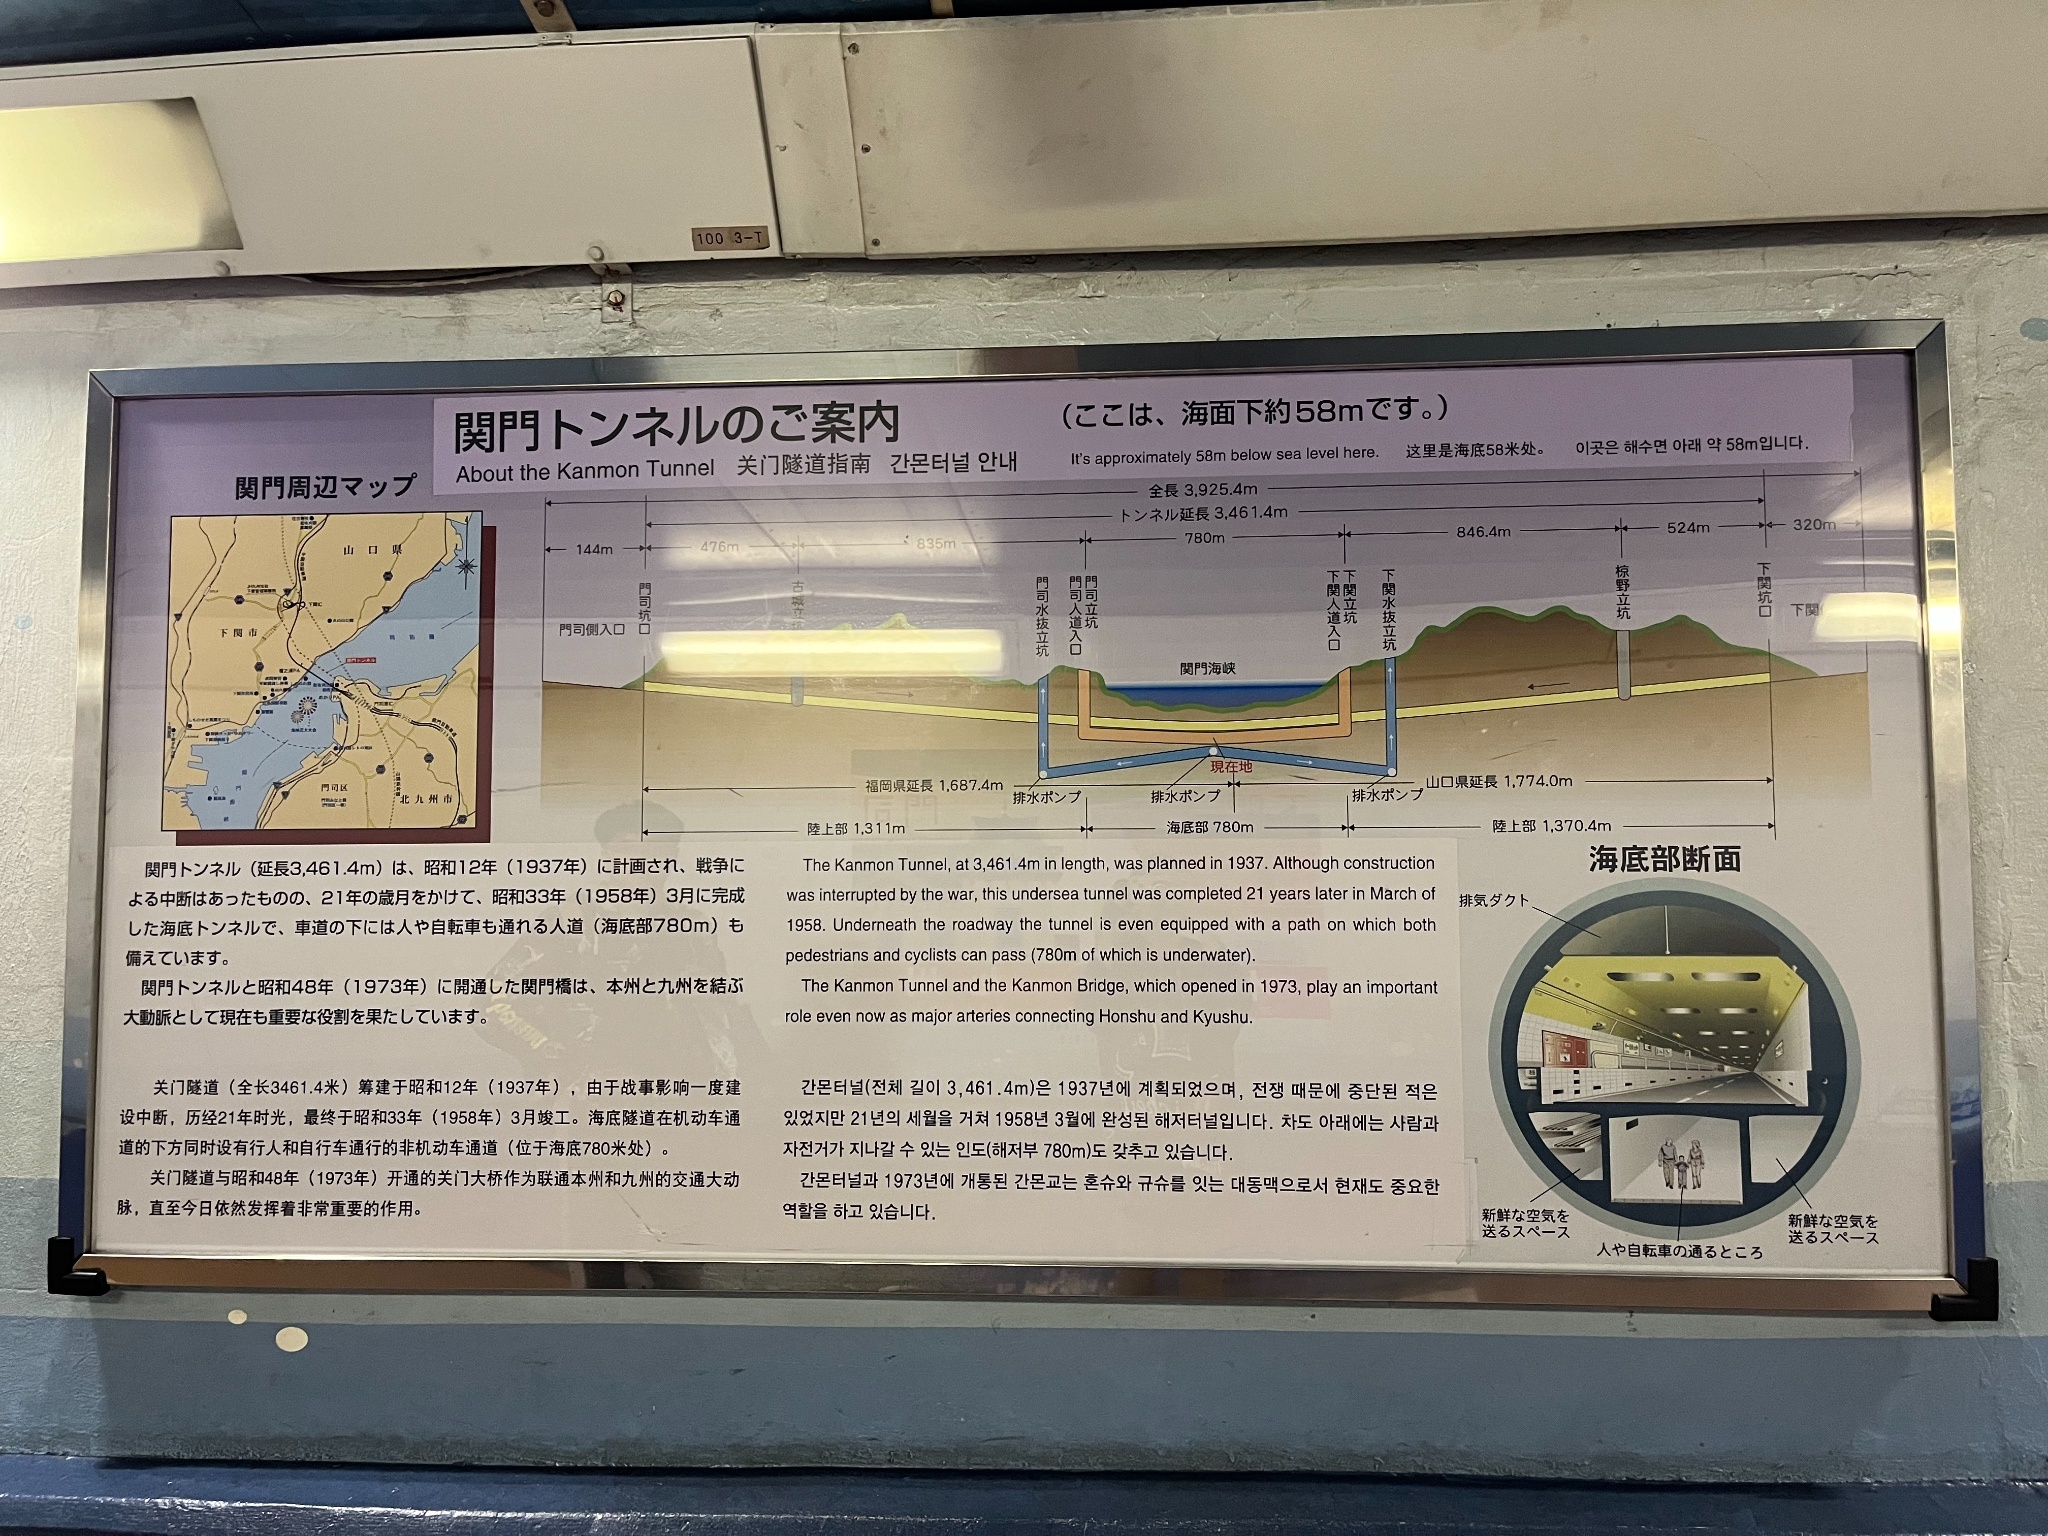 100 3-T
関門トンネルのご案内
About the Kanmon Tunnel 关门隧道指南 간몬터널 안내
(ここは、海面下約58mです。)
It's approximately 58m below sea level here. 这里是海底58米处。 이곳은 해수면 아래 약 58m입니다.
関門周辺マップ
山口県
下関市
門司区
北九州市
全長 3,925.4m
トンネル延長 3,461.4m
144m 476m 835m 780m 846.4m 524m 320m
門司側入口
門司坑口
古城立坑
門司水抜立坑
門司人道入口
門司立坑
関門海峡
下関人道入口
下関立坑
下関水抜立坑
椋野立坑
下関坑口
現在地
福岡県延長 1,687.4m
山口県延長 1,774.0m
排水ポンプ
排水ポンプ
排水ポンプ
陸上部 1,311m
海底部 780m
陸上部 1,370.4m
関門トンネル（延長3,461.4m）は、昭和12年（1937年）に計画され、戦争に
よる中断はあったものの、21年の歳月をかけて、昭和33年（1958年）3月に完成
した海底トンネルで、車道の下には人や自転車も通れる人道（海底部780m）も
備えています。
関門トンネルと昭和48年（1973年）に開通した関門橋は、本州と九州を結ぶ
大動脈として現在も重要な役割を果たしています。
The Kanmon Tunnel, at 3,461.4m in length, was planned in 1937. Although construction
was interrupted by the war, this undersea tunnel was completed 21 years later in March of
1958. Underneath the roadway the tunnel is even equipped with a path on which both
pedestrians and cyclists can pass (780m of which is underwater).
The Kanmon Tunnel and the Kanmon Bridge, which opened in 1973, play an important
role even now as major arteries connecting Honshu and Kyushu.
关门隧道（全长3461.4米）筹建于昭和12年（1937年），由于战事影响一度建
设中断，历经21年时光，最终于昭和33年（1958年）3月竣工。海底隧道在机动车通
道的下方同时设有行人和自行车通行的非机动车通道（位于海底780米处）。
关门隧道与昭和48年（1973年）开通的关门大桥作为联通本州和九州的交通大动
脉，直至今日依然发挥着非常重要的作用。
간몬터널(전체 길이 3,461.4m)은 1937년에 계획되었으며, 전쟁 때문에 중단된 적은
있었지만 21년의 세월을 거쳐 1958년 3월에 완성된 해저터널입니다. 차도 아래에는 사람과
자전거가 지나갈 수 있는 인도(해저부 780m)도 갖추고 있습니다.
간몬터널과 1973년에 개통된 간몬교는 혼슈와 규슈를 잇는 대동맥으로서 현재도 중요한
역할을 하고 있습니다.
海底部断面
排気ダクト
新鮮な空気を
送るスペース
人や自転車の通るところ
新鮮な空気を
送るスペース